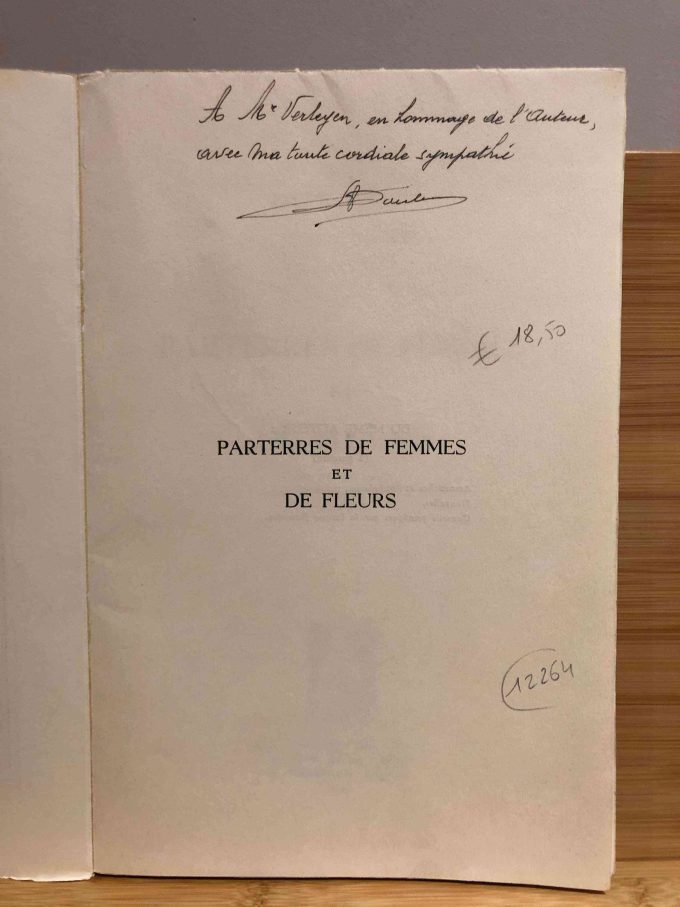 A Mr Verleyen, en hommage de l'Auteur,
avec ma toute cordiale sympathie
€ 18,50
PARTERRES DE FEMMES
ET
DE FLEURS
12264